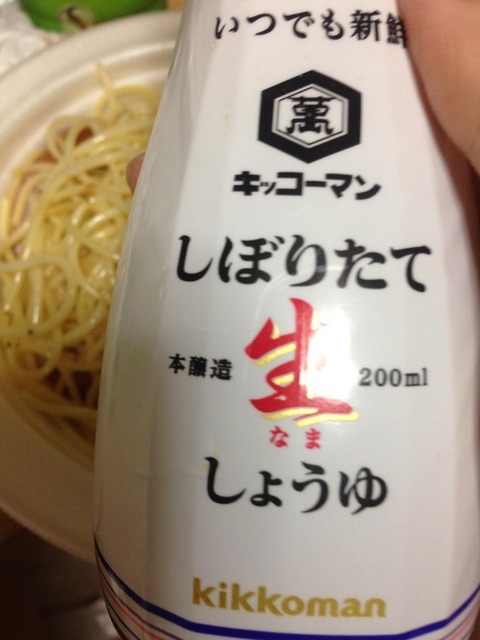 いつでも新鮮
萬
キッコーマン
しぼりたて
本醸造 生 200ml
なま
しょうゆ
kikkoman